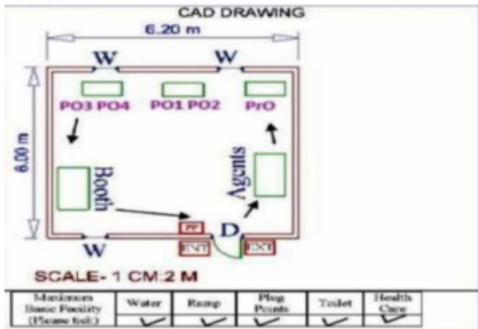 CAD DRAWING
6.20 m
W W
PO3 PO4 PO1 PO2 PrO
6.00 m
Booth
Agents
PP
D
W
ENT EXT
SCALE- 1 CM:2 M
Maximum Basic Facility (Please tick) Water Ramp Plug Points Toilet Health Care